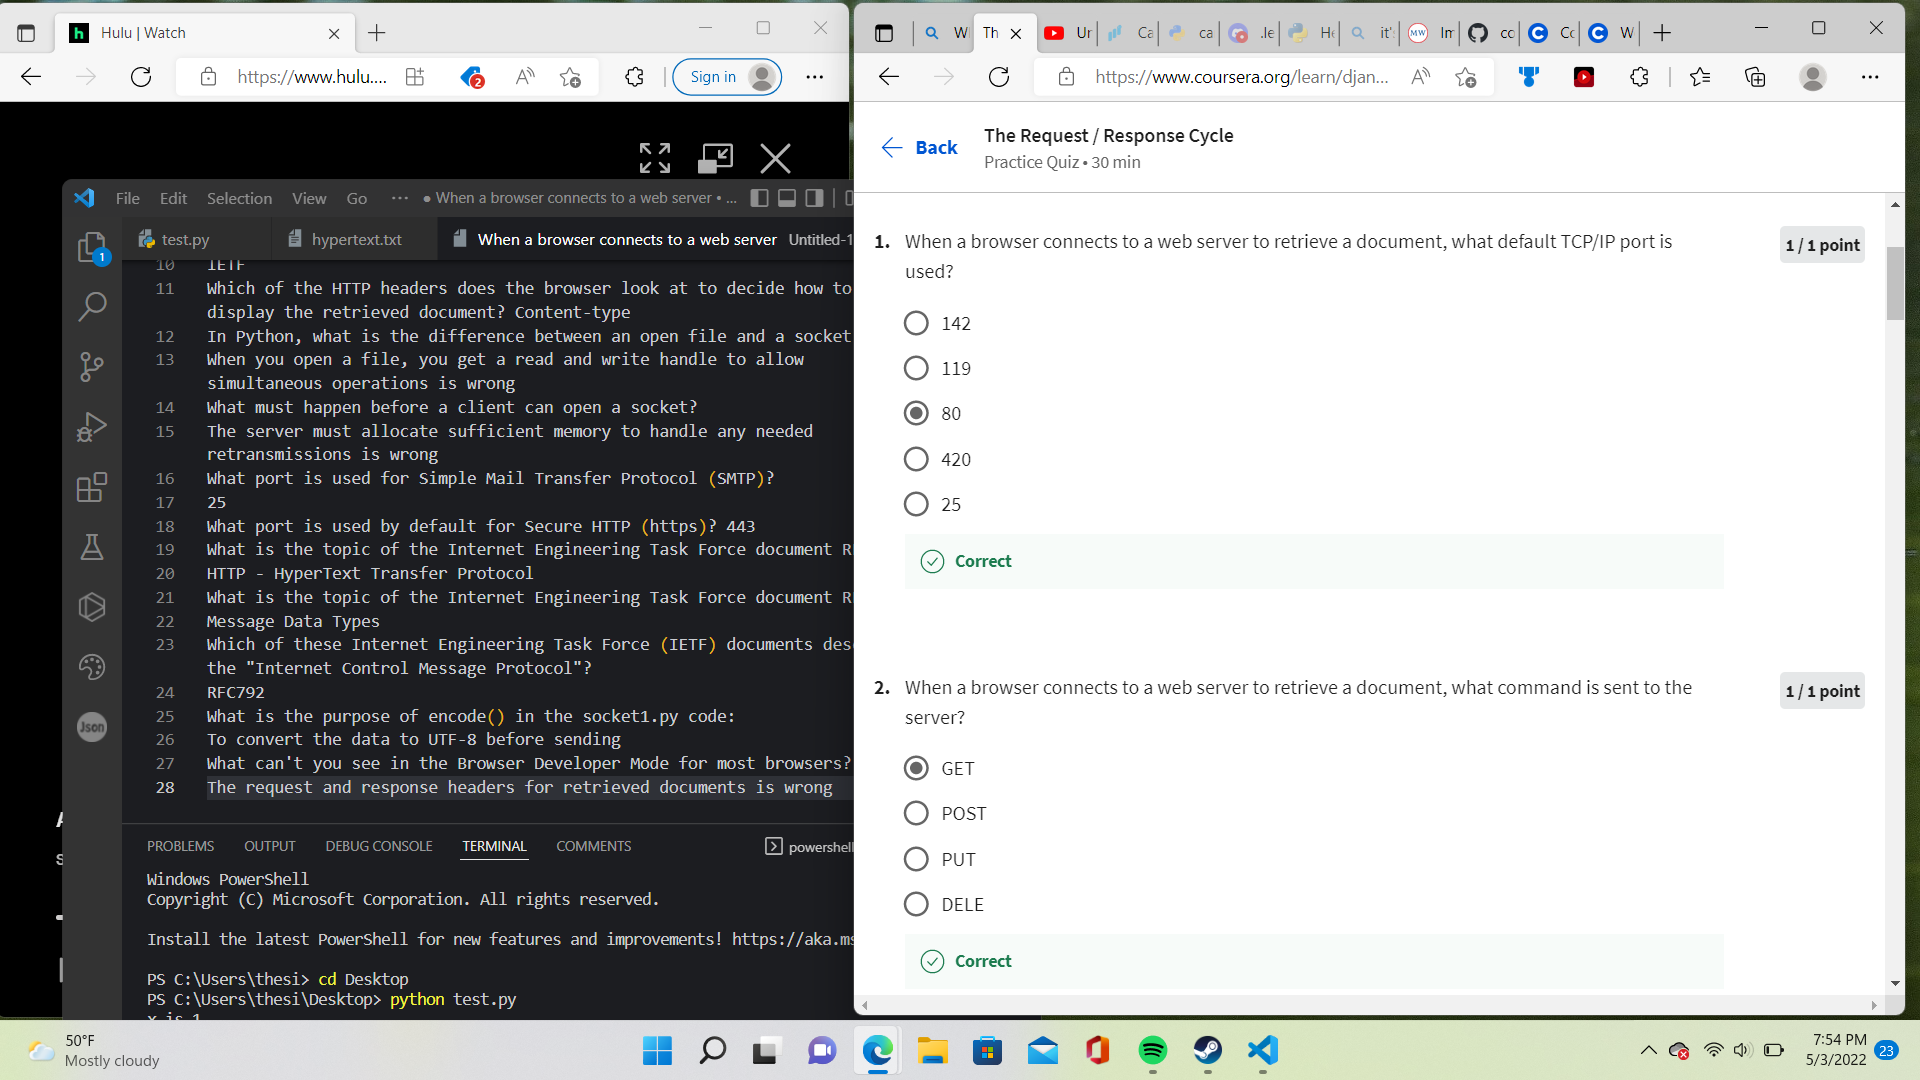 Hulu | Watch
https://www.hulu....
2
Sign in
File Edit Selection View Go ··· ● When a browser connects to a web server • ...
test.py
hypertext.txt
When a browser connects to a web server Untitled-1
1
10 IETF
11 Which of the HTTP headers does the browser look at to decide how to
display the retrieved document? Content-type
12 In Python, what is the difference between an open file and a socket
13 When you open a file, you get a read and write handle to allow
simultaneous operations is wrong
14 What must happen before a client can open a socket?
15 The server must allocate sufficient memory to handle any needed
retransmissions is wrong
16 What port is used for Simple Mail Transfer Protocol (SMTP)?
17 25
18 What port is used by default for Secure HTTP (https)? 443
19 What is the topic of the Internet Engineering Task Force document
20 HTTP - HyperText Transfer Protocol
21 What is the topic of the Internet Engineering Task Force document
22 Message Data Types
23 Which of these Internet Engineering Task Force (IETF) documents des
the "Internet Control Message Protocol"?
24 RFC792
25 What is the purpose of encode() in the socket1.py code:
26 To convert the data to UTF-8 before sending
27 What can't you see in the Browser Developer Mode for most browsers?
28 The request and response headers for retrieved documents is wrong
Json
PROBLEMS OUTPUT DEBUG CONSOLE TERMINAL COMMENTS
powershell
Windows PowerShell
Copyright (C) Microsoft Corporation. All rights reserved.
Install the latest PowerShell for new features and improvements! https://aka.ms
PS C:\Users\thesi> cd Desktop
PS C:\Users\thesi\Desktop> python test.py
x is 1
W Th Ur Ca ca .le He it' MW Im cc Cc W
https://www.coursera.org/learn/djan...
Back
The Request / Response Cycle
Practice Quiz • 30 min
1. When a browser connects to a web server to retrieve a document, what default TCP/IP port is
used?
1 / 1 point
142
119
80
420
25
Correct
2. When a browser connects to a web server to retrieve a document, what command is sent to the
server?
1 / 1 point
GET
POST
PUT
DELE
Correct
50°F
Mostly cloudy
7:54 PM
5/3/2022
23